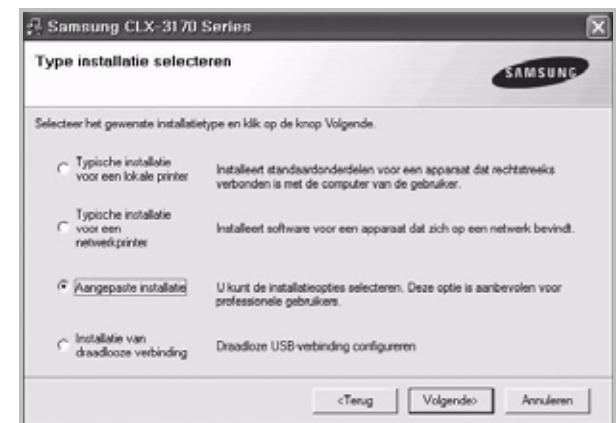 Samsung CLX-3170 Series
Type installatie selecteren
SAMSUNG
Selecteer het gewenste installatietype en klik op de knop Volgende.
Typische installatie
voor een lokale printer
Installeert standaardonderdelen voor een apparaat dat rechtstreeks
verbonden is met de computer van de gebruiker.
Typische installatie
voor een
netwerkprinter
Installeert software voor een apparaat dat zich op een netwerk bevindt.
Aangepaste installatie
U kunt de installatieopties selecteren. Deze optie is aanbevolen voor
professionele gebruikers.
Installatie van
draadlooze verbinding
Draadloze USB-verbinding configureren
<Terug
Volgende>
Annuleren